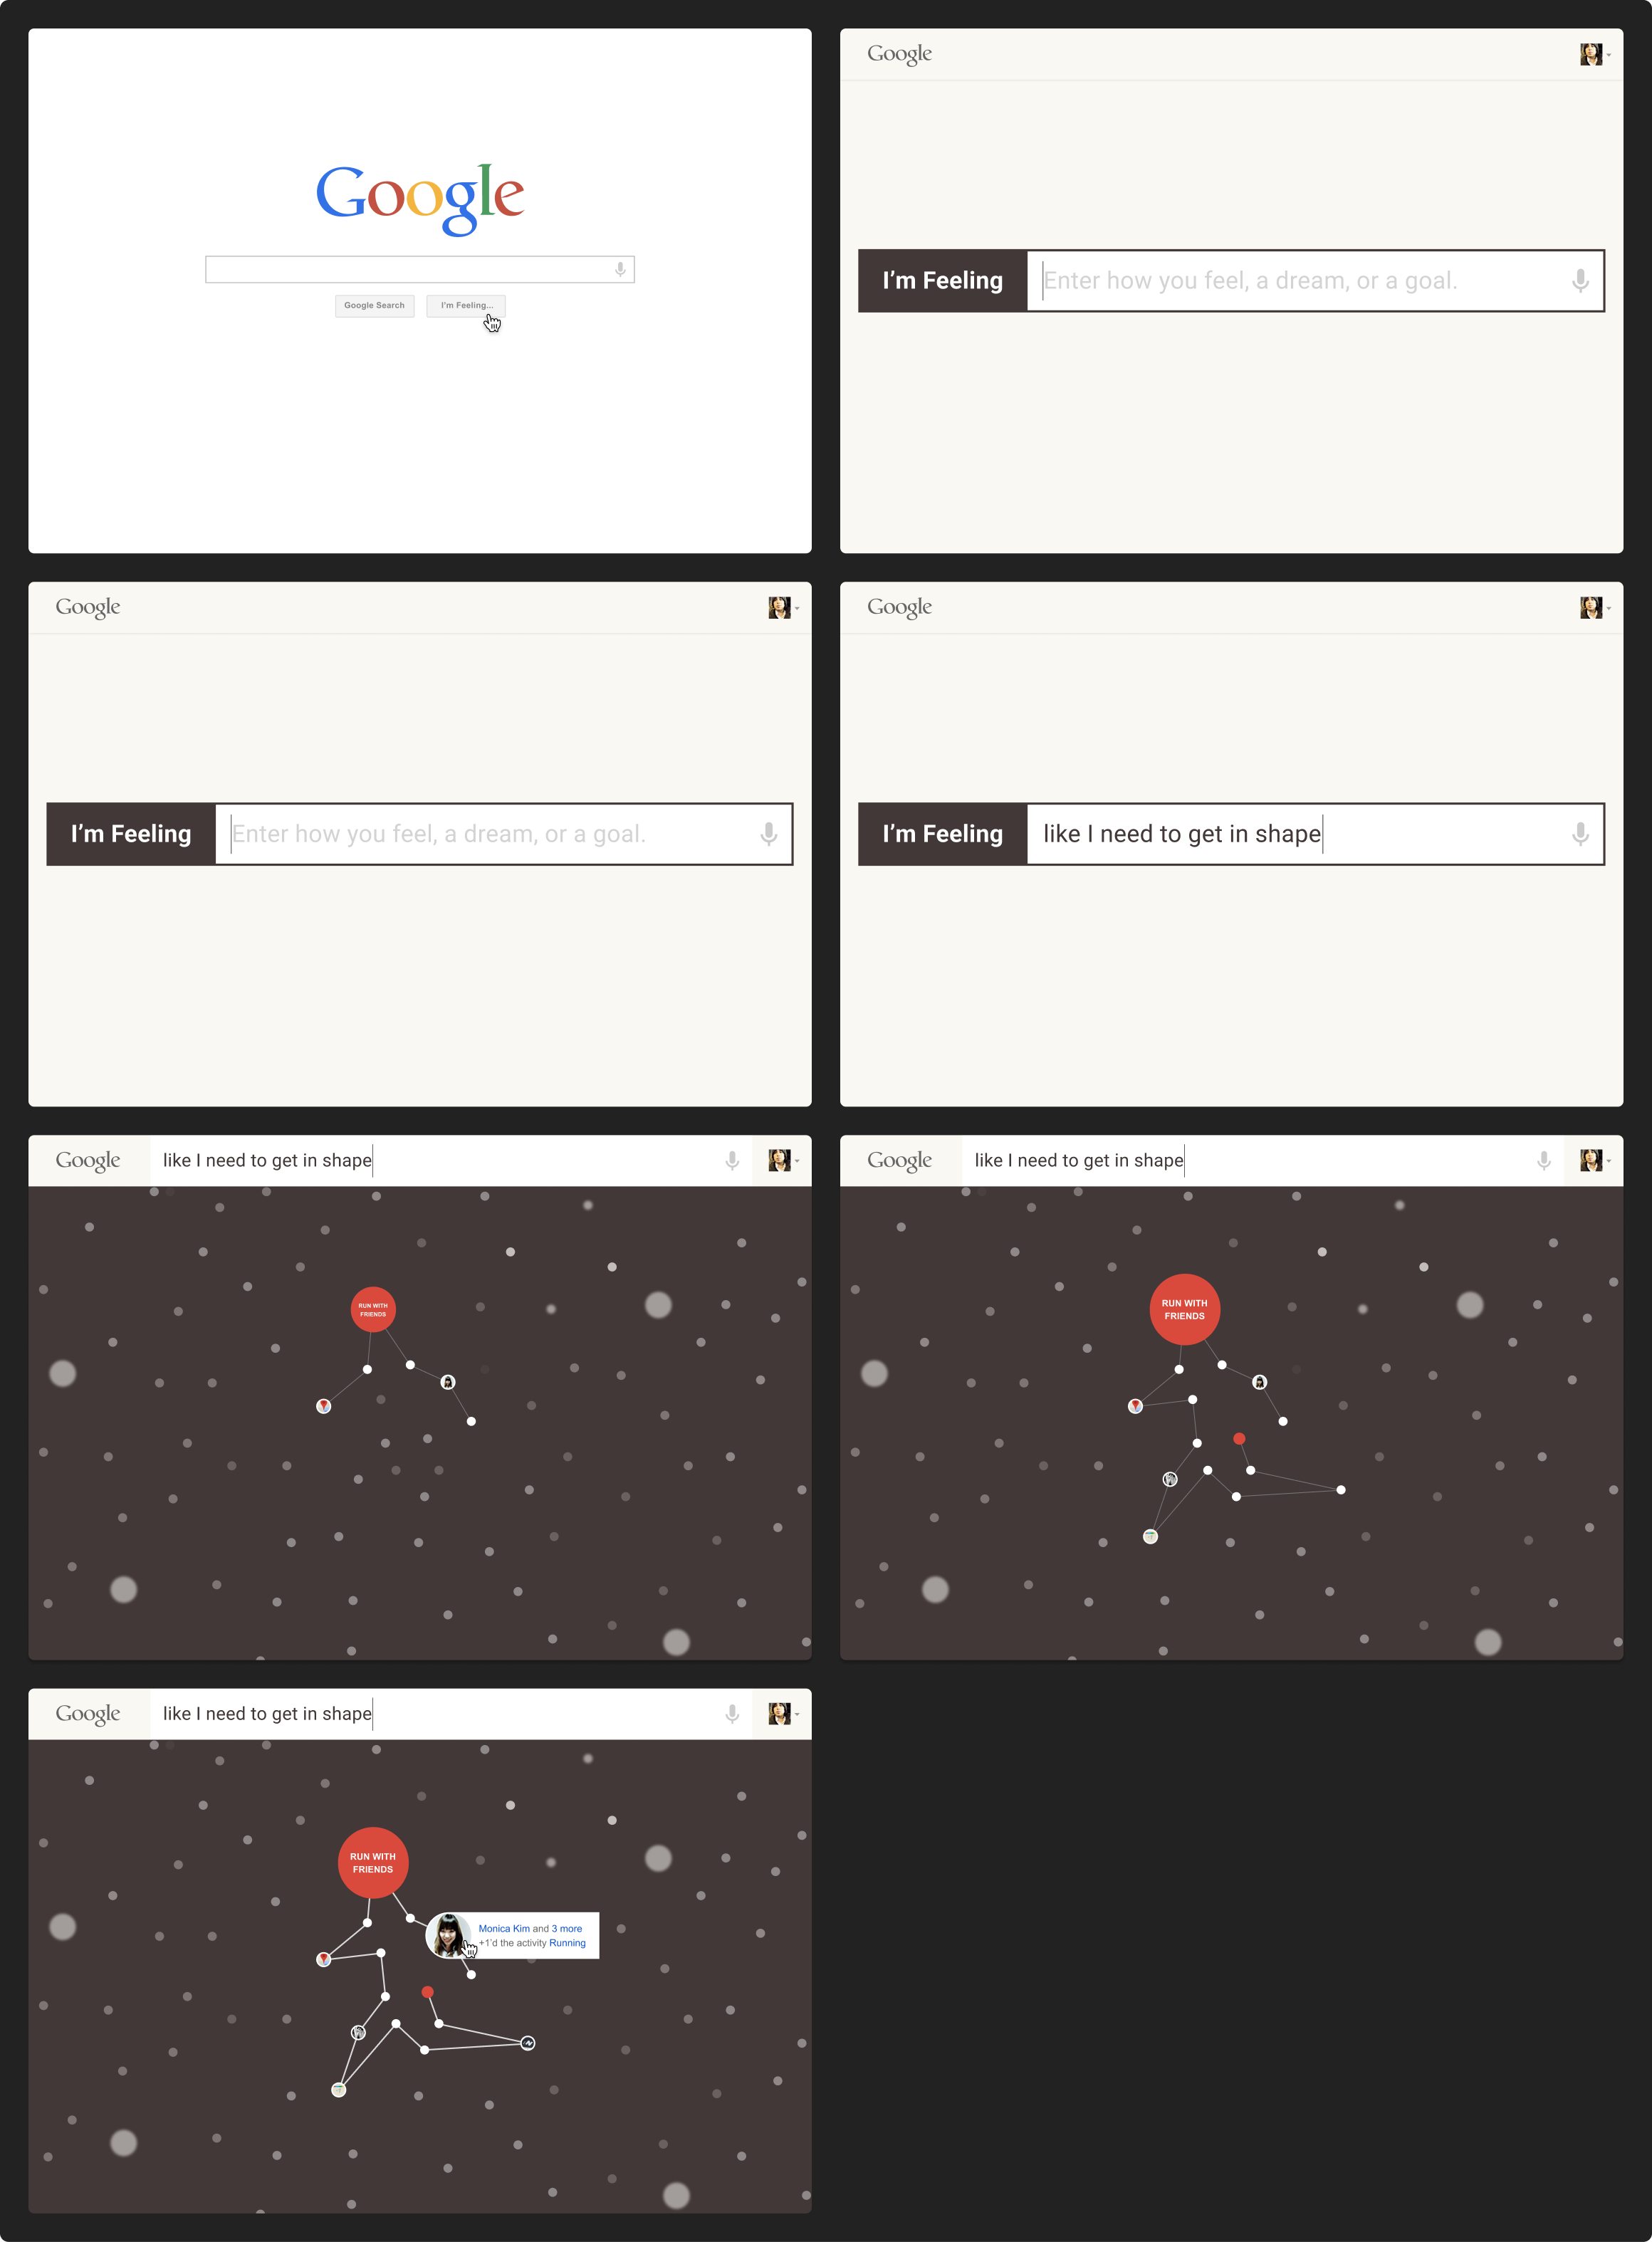 Google
Google Search
I'm Feeling...
Google
I'm Feeling
Enter how you feel, a dream, or a goal.
Google
I'm Feeling
Enter how you feel, a dream, or a goal.
Google
I'm Feeling
like I need to get in shape
Google
like I need to get in shape
RUN WITH
FRIENDS
Google
like I need to get in shape
RUN WITH
FRIENDS
Google
like I need to get in shape
RUN WITH
FRIENDS
Monica Kim and 3 more
+1'd the activity Running